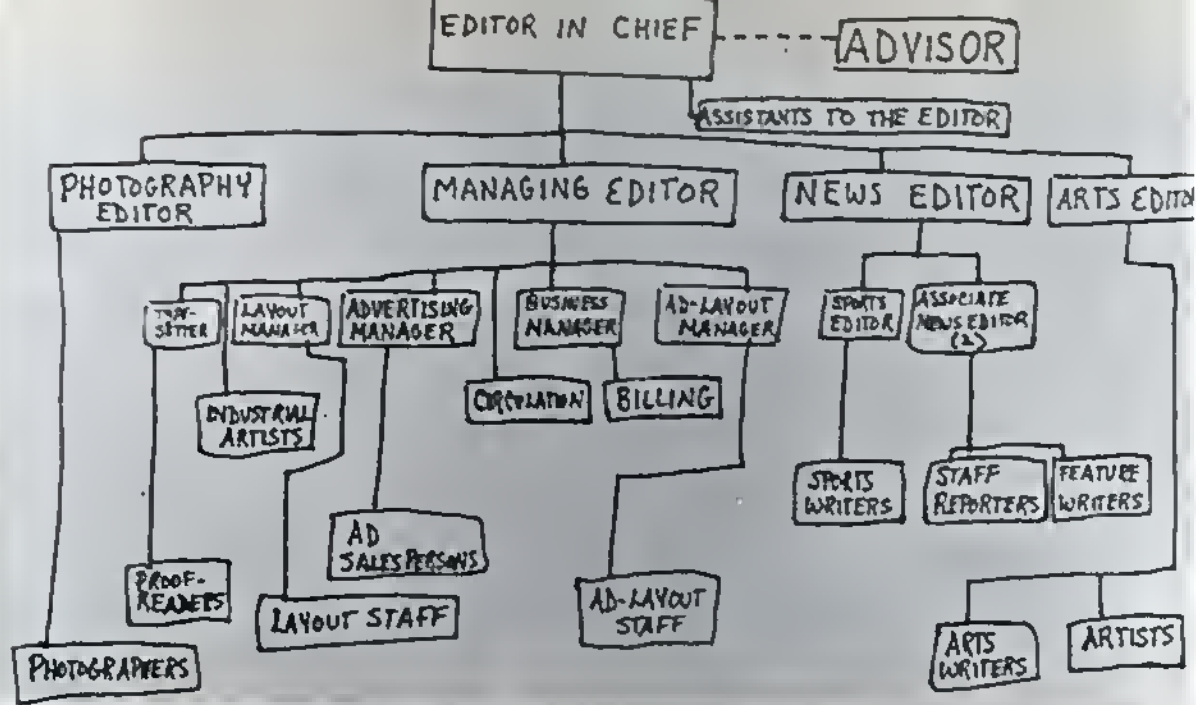 EDITOR IN CHIEF
ADVISOR
ASSISTANTS TO THE EDITOR
PHOTOGRAPHY
EDITOR
MANAGING EDITOR
NEWS EDITOR
ARTS EDITO
TYPE-
SETTER
LAYOUT
MANAGER
ADVERTISING
MANAGER
BUSINESS
MANAGER
AD-LAYOUT
MANAGER
SPORTS
EDITOR
ASSOCIATE
NEWS EDITOR
(2)
INDUSTRIAL
ARTISTS
CIRCULATION
BILLING
SPORTS
WRITERS
STAFF
REPORTERS
FEATURE
WRITERS
AD
SALESPERSONS
PROOF-
READERS
LAYOUT STAFF
AD-LAYOUT
STAFF
ARTS
WRITERS
ARTISTS
PHOTOGRAPHERS